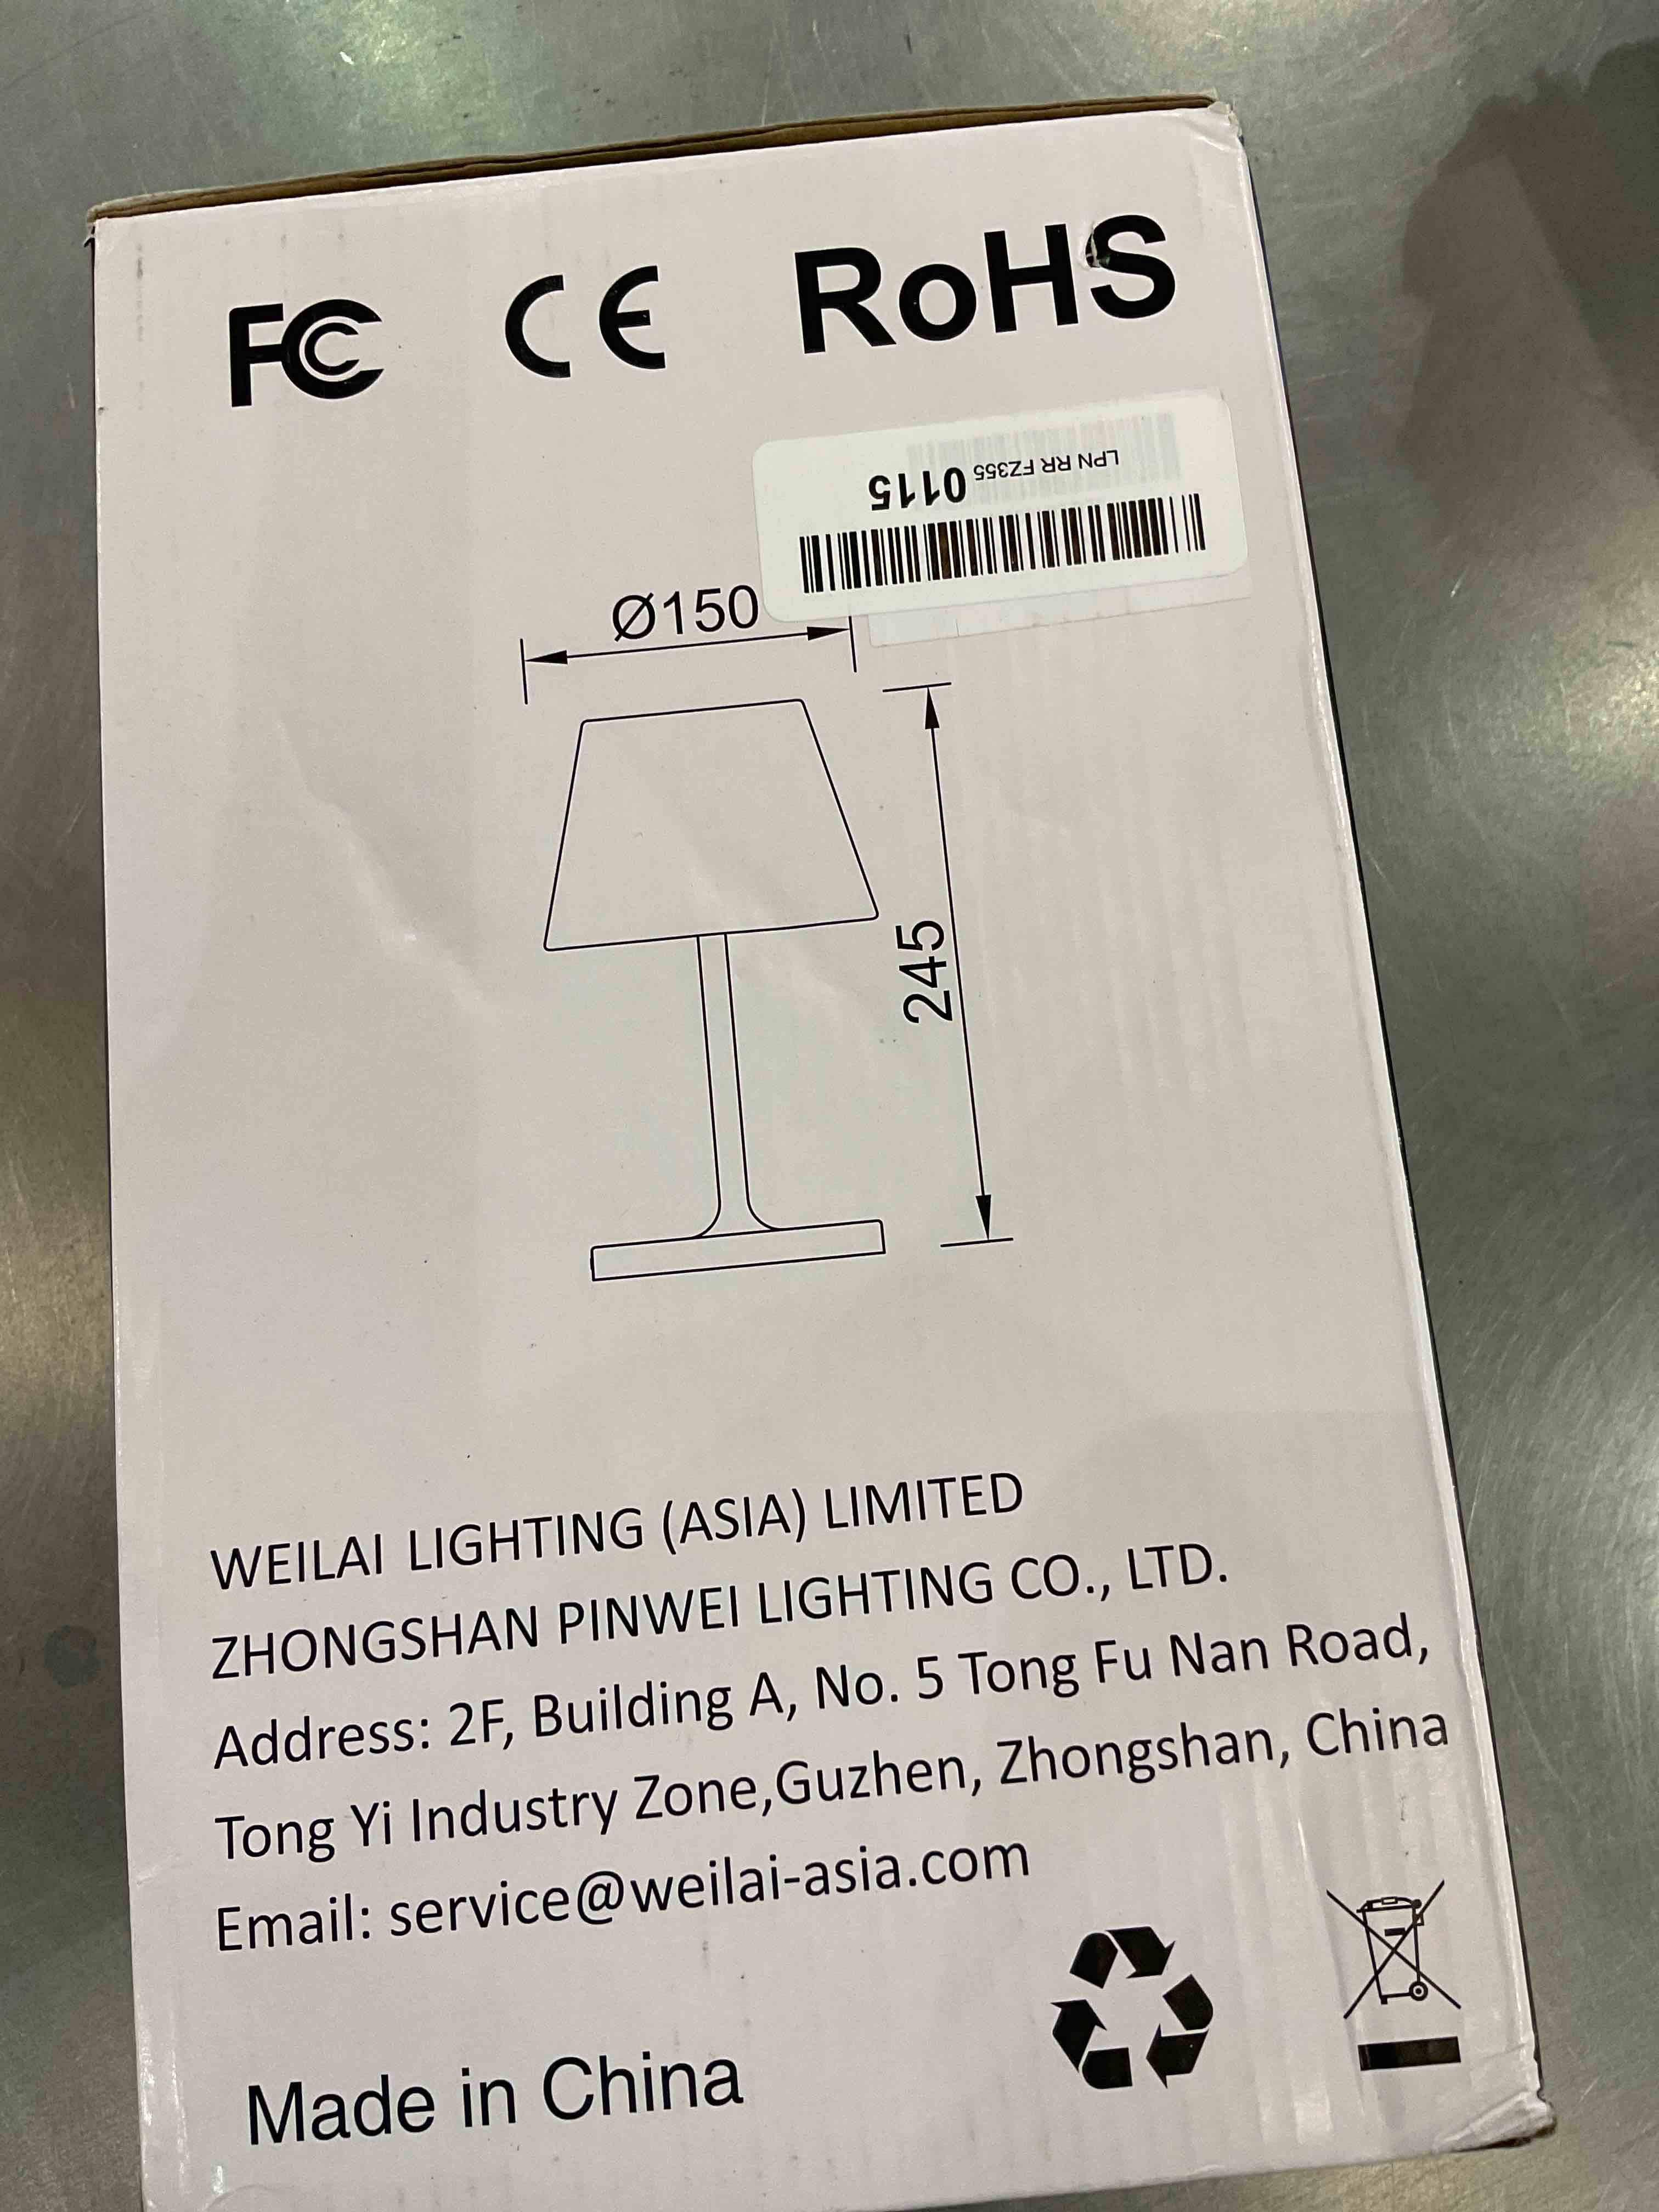 FC CE RoHS
LPN RR FZ355 0115
Ø150
245
WEILAI LIGHTING (ASIA) LIMITED
ZHONGSHAN PINWEI LIGHTING CO., LTD.
Address: 2F, Building A, No. 5 Tong Fu Nan Road,
Tong Yi Industry Zone,Guzhen, Zhongshan, China
Email: service@weilai-asia.com
Made in China